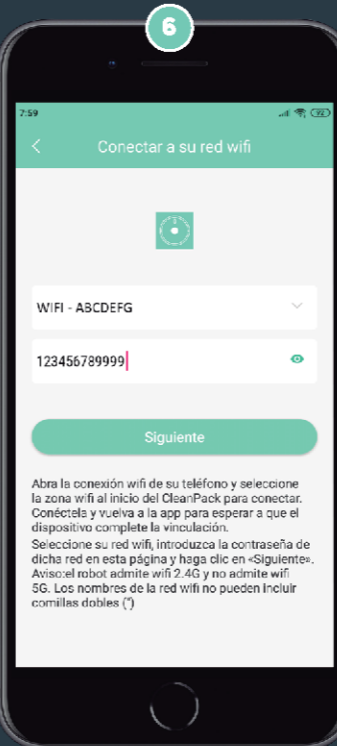 6
7:59
Conectar a su red wifi
WIFI - ABCDEFG
123456789999
Siguiente
Abra la conexión wifi de su teléfono y seleccione
la zona wifi al inicio del CleanPack para conectar.
Conéctela y vuelva a la app para esperar a que el
dispositivo complete la vinculación.
Seleccione su red wifi, introduzca la contraseña de
dicha red en esta página y haga clic en «Siguiente».
Aviso:el robot admite wifi 2.4G y no admite wifi
5G. Los nombres de la red wifi no pueden incluir
comillas dobles (")